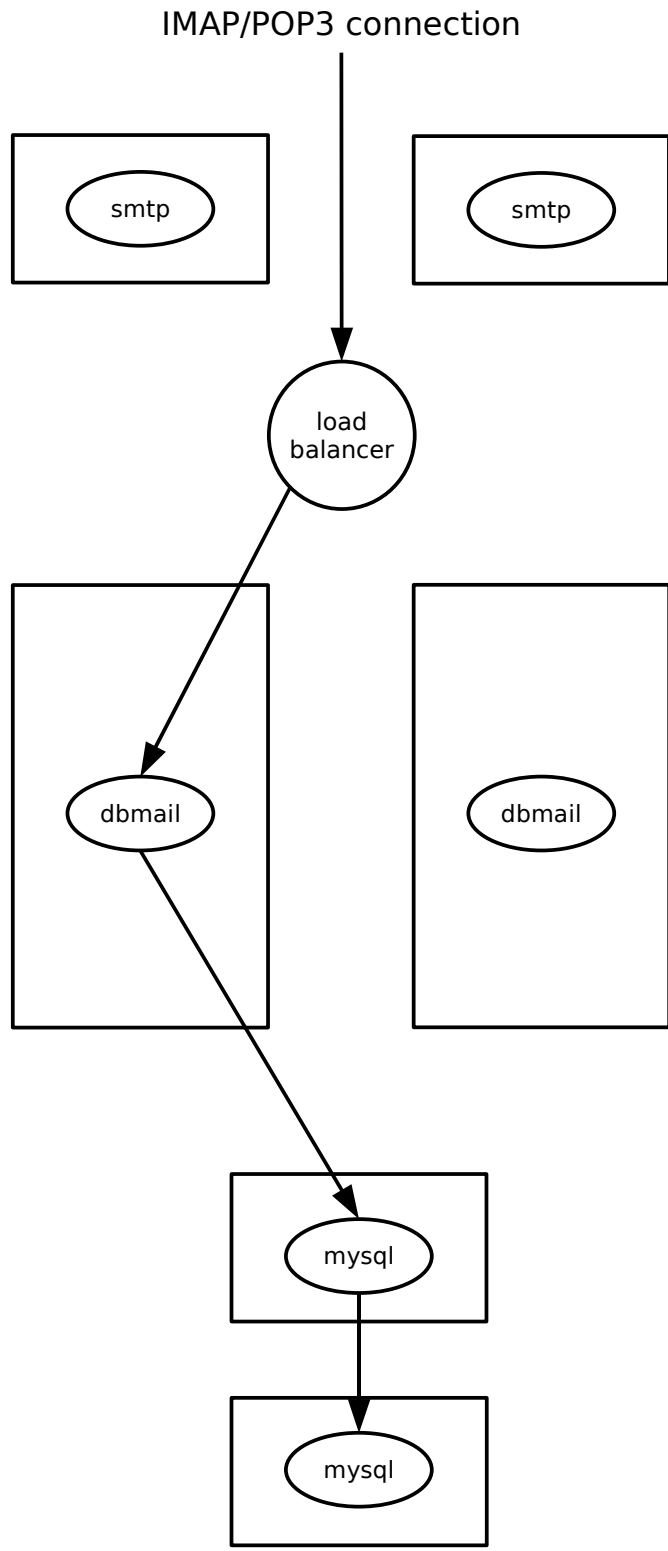 IMAP/POP3 connection
smtp
smtp
load
balancer
dbmail
dbmail
mysql
mysql